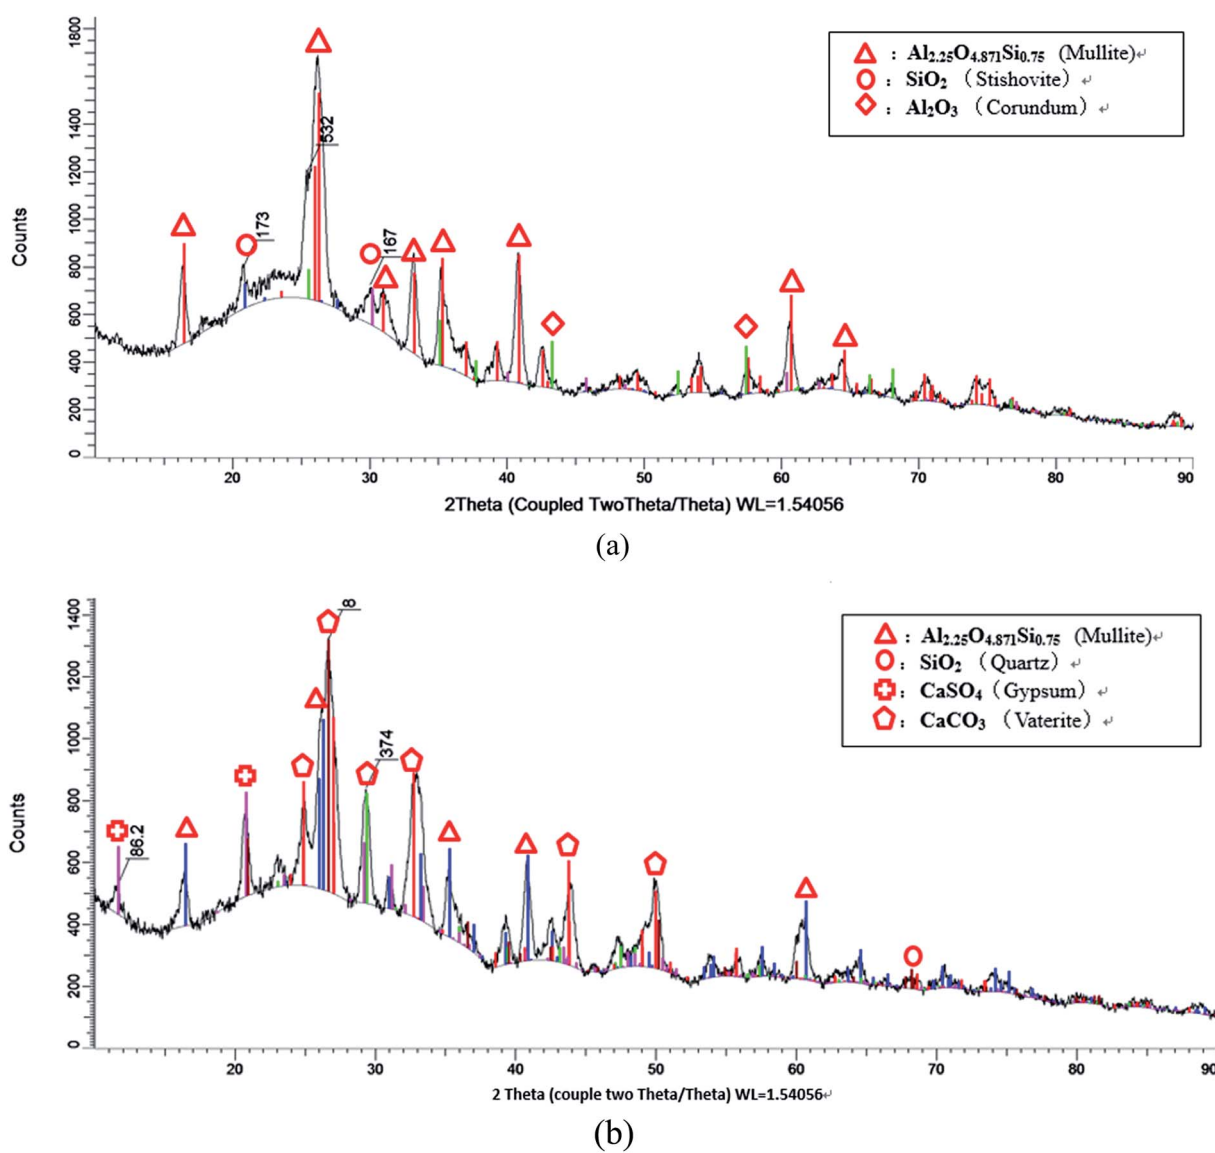 1800
1400
1200
1000
800
600
400
200
0
Counts
532
173
167
Al2.25O4.871Si0.75 (Mullite)↵
: SiO2 (Stishovite) ↵
: Al2O3 (Corundum) ↵
20 30 40 50 60 70 80 90
2Theta (Coupled TwoTheta/Theta) WL=1.54056
(a)
1400
1200
1000
800
600
400
200
0
Counts
8
374
86.2
: Al2.25O4.871Si0.75 (Mullite)↵
: SiO2 (Quartz) ↵
: CaSO4 (Gypsum) ↵
: CaCO3 (Vaterite) ↵
20 30 40 50 60 70 80 90
2 Theta (couple two Theta/Theta) WL=1.54056↵
(b)